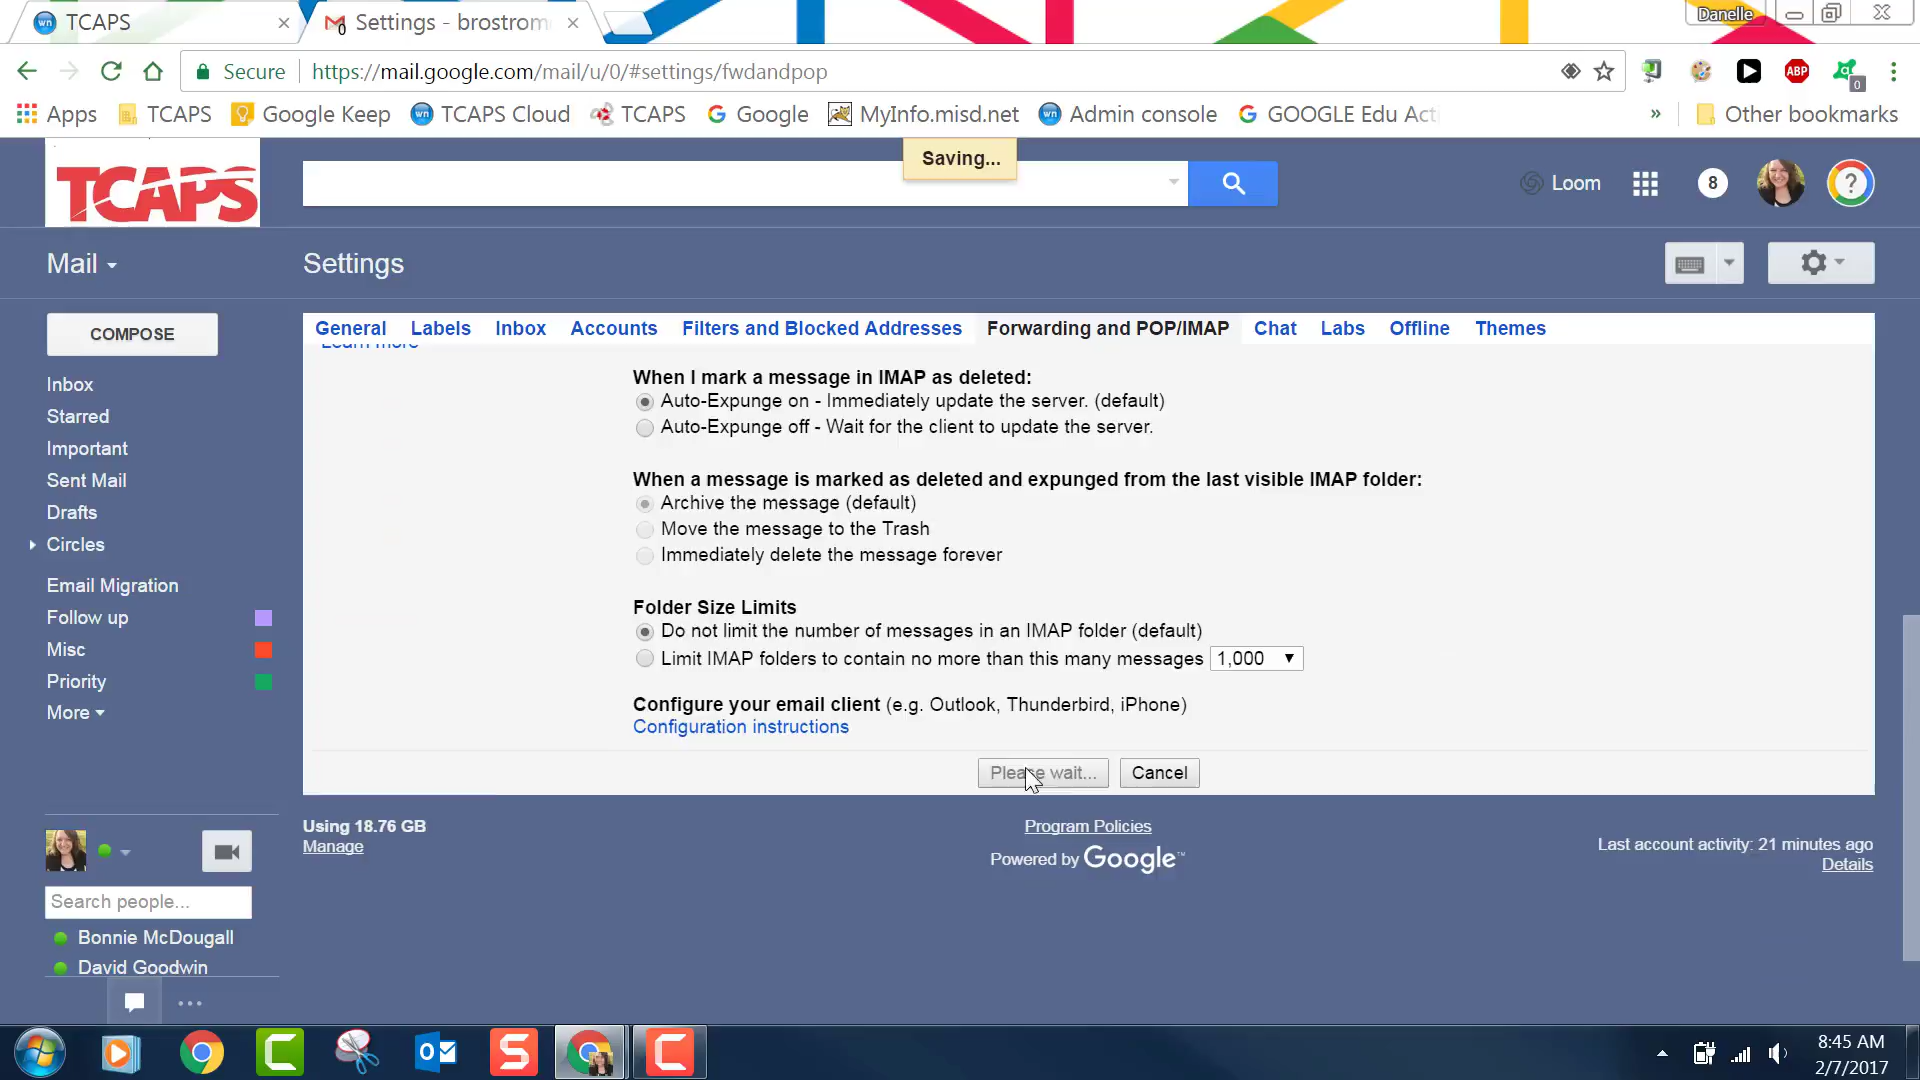 TCAPS
Settings - brostrom
Danelle
Secure
https://mail.google.com/mail/u/0/#settings/fwdandpop
ABP
0
Apps
TCAPS
Google Keep
TCAPS Cloud
TCAPS
Google
MyInfo.misd.net
Admin console
GOOGLE Edu Act
»
Other bookmarks
TCAPS
Saving...
Loom
8
?
Mail
Settings
COMPOSE
General
Labels
Inbox
Accounts
Filters and Blocked Addresses
Forwarding and POP/IMAP
Chat
Labs
Offline
Themes
Learn more
Inbox
Starred
Important
Sent Mail
Drafts
Circles
Email Migration
Follow up
Misc
Priority
More
When I mark a message in IMAP as deleted:
Auto-Expunge on - Immediately update the server. (default)
Auto-Expunge off - Wait for the client to update the server.
When a message is marked as deleted and expunged from the last visible IMAP folder:
Archive the message (default)
Move the message to the Trash
Immediately delete the message forever
Folder Size Limits
Do not limit the number of messages in an IMAP folder (default)
Limit IMAP folders to contain no more than this many messages 1,000
Configure your email client (e.g. Outlook, Thunderbird, iPhone)
Configuration instructions
Please wait...
Cancel
Using 18.76 GB
Manage
Program Policies
Powered by Google™
Last account activity: 21 minutes ago
Details
Search people...
Bonnie McDougall
David Goodwin
8:45 AM
2/7/2017